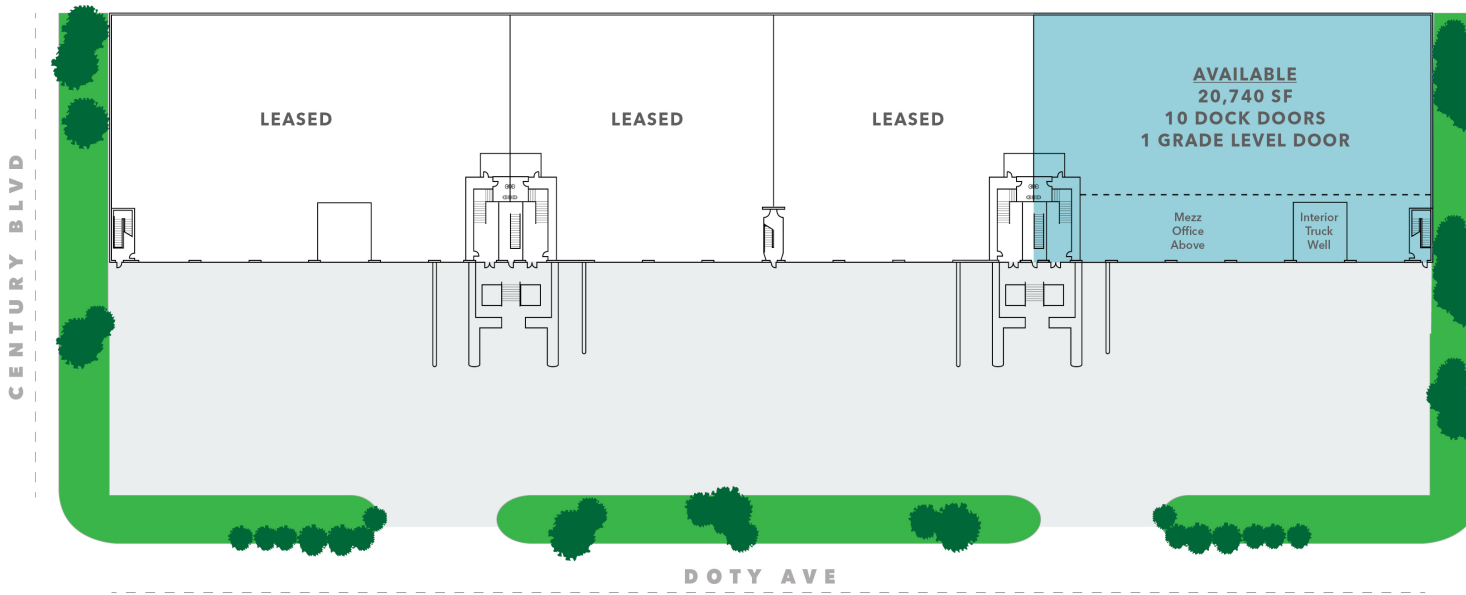 CENTURY BLVD
LEASED
LEASED
LEASED
AVAILABLE
20,740 SF
10 DOCK DOORS
1 GRADE LEVEL DOOR
Mezz
Office
Above
Interior
Truck
Well
DOTY AVE